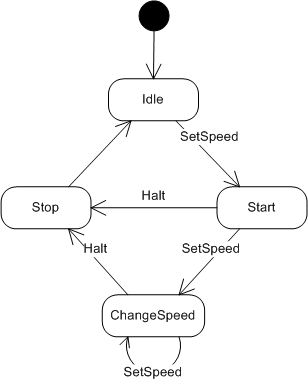 Idle
SetSpeed
Halt
Stop
Start
SetSpeed
Halt
ChangeSpeed
SetSpeed